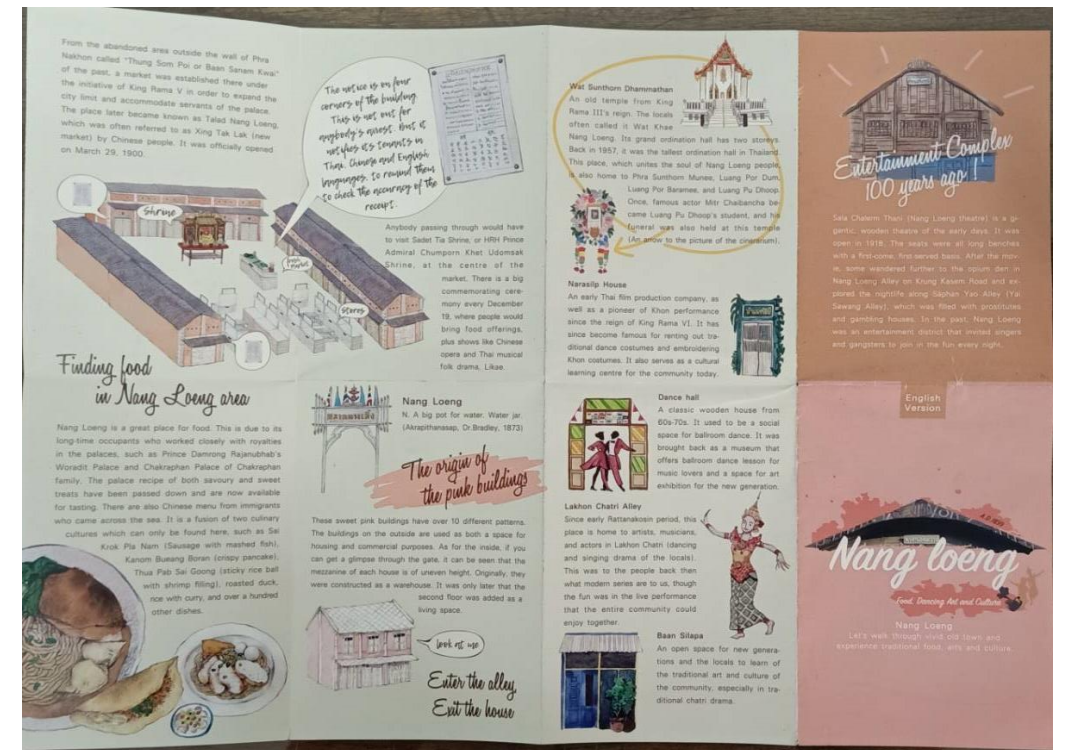 From the abandoned area outside the wall of Phra
Nakhon called "Thung Som Poi or Baan Sanam Kwai"
of the past, a market was established there under
the initiative of King Rama V in order to expand the
city limit and accommodate servants of the palace.
The place later became known as Talad Nang Loeng,
which was often referred to as Xing Tak Lak (new
market) by Chinese people. It was officially opened
on March 29, 1900.
Shrine
stores
The notice is on four
corners of the building.
This is not out for
anybody's arrest. But it
notifies its tenants in
Thai, Chinese and English
languages, to remind them
to check the accuracy of the
receipt.
Anybody passing through would have
to visit Sadet Tia Shrine, or HRH Prince
Admiral Chumporn Khet Udomsak
Shrine, at the centre of the
market. There is a big
commemorating cere-
mony every December
19, where people would
bring food offerings,
plus shows like Chinese
opera and Thai musical
folk drama, Likae.
Finding food
in Nang Loeng area
Nang Loeng is a great place for food. This is due to its
long-time occupants who worked closely with royalties
in the palaces, such as Prince Damrong Rajanubhab's
Woradit Palace and Chakraphan Palace of Chakraphan
family. The palace recipe of both savoury and sweet
treats have been passed down and are now available
for tasting. There are also Chinese menu from immigrants
who came across the sea. It is a fusion of two culinary
cultures which can only be found here, such as Sai
Krok Pla Nam (Sausage with mashed fish),
Kanom Bueang Boran (crispy pancake),
Thua Pab Sai Goong (sticky rice ball
with shrimp filling), roasted duck,
rice with curry, and over a hundred
other dishes.
Nang Loeng
N. A big pot for water. Water jar.
(Akrapithanasap, Dr.Bradley, 1873)
The origin of
the pink buildings
These sweet pink buildings have over 10 different patterns.
The buildings on the outside are used as both a space for
housing and commercial purposes. As for the inside, if you
can get a glimpse through the gate, it can be seen that the
mezzanine of each house is of uneven height. Originally, they
were constructed as a warehouse. It was only later that the
second floor was added as a
living space.
look at me
Enter the alley,
Exit the house
Wat Sunthorn Dhammathan
An old temple from King
Rama III's reign. The locals
often called it Wat Khae
Nang Loeng. Its grand ordination hall has two storeys.
Back in 1957, it was the tallest ordination hall in Thailand.
This place, which unites the soul of Nang Loeng people,
is also home to Phra Sunthorn Munee, Luang Por Dum,
Luang Por Baramee, and Luang Pu Dhoop.
Once, famous actor Mitr Chaibancha be-
came Luang Pu Dhoop's student, and his
funeral was also held at this temple
(An arrow to the picture of the cinerarium).
Narasilp House
An early Thai film production company, as
well as a pioneer of Khon performance
since the reign of King Rama VI. It has
since become famous for renting out tra-
ditional dance costumes and embroidering
Khon costumes. It also serves as a cultural
learning centre for the community today.
Dance hall
A classic wooden house from
60s-70s. It used to be a social
space for ballroom dance. It was
brought back as a museum that
offers ballroom dance lesson for
music lovers and a space for art
exhibition for the new generation.
Lakhon Chatri Alley
Since early Rattanakosin period, this
place is home to artists, musicians,
and actors in Lakhon Chatri (dancing
and singing drama of the locals).
This was to the people back then
what modern series are to us, though
the fun was in the live performance
that the entire community could
enjoy together.
Baan Silapa
An open space for new genera-
tions and the locals to learn of
the traditional art and culture of
the community, especially in tra-
ditional chatri drama.
Entertainment Complex
100 years ago !
Sala Chalerm Thani (Nang Loeng theatre) is a gi-
gantic, wooden theatre of the early days. It was
open in 1918. The seats were all long benches
with a first-come, first-served basis. After the mov-
ie, some wandered further to the opium den in
Nang Loeng Alley on Krung Kasem Road and ex-
plored the nightlife along Saphan Yao Alley (Yai
Sawang Alley), which was filled with prostitutes
and gambling houses. In the past, Nang Loeng
was an entertainment district that invited singers
and gangsters to join in the fun every night.
English
Version
Nang loeng
Food, Dancing Art and Culture
Nang Loeng
Let's walk through vivid old town and
experience traditional food, arts and culture.